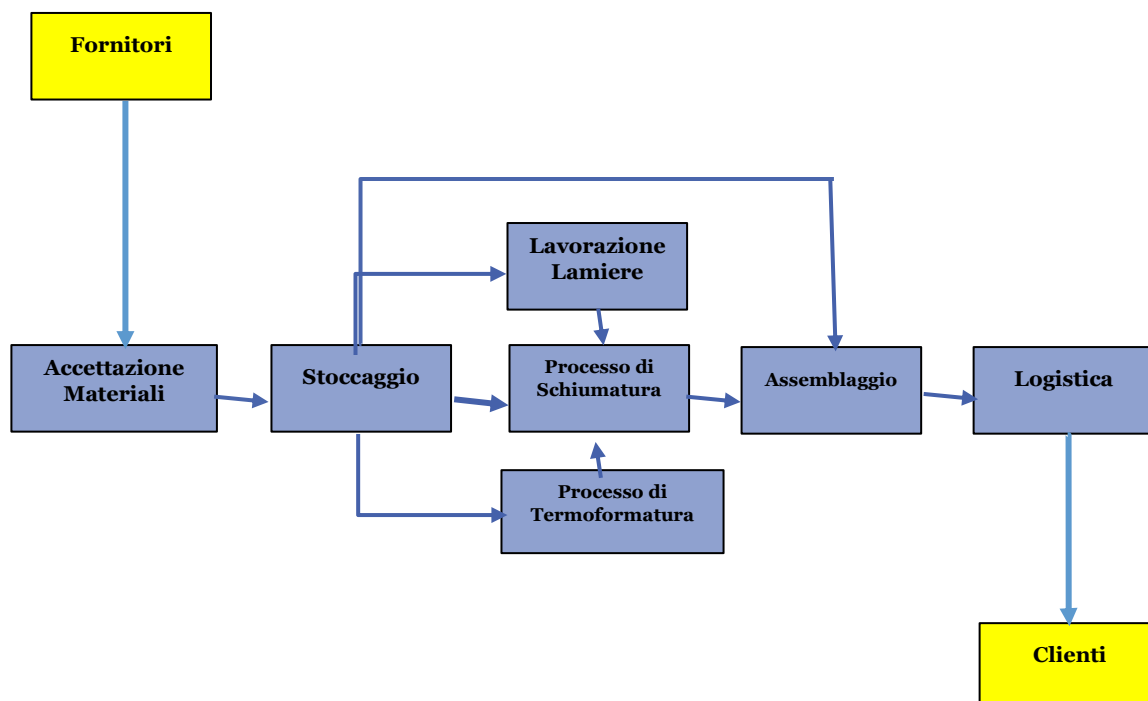 Fornitori
Lavorazione
Lamiere
Accettazione
Materiali
Stoccaggio
Processo di
Schiumatura
Assemblaggio
Logistica
Processo di
Termoformatura
Clienti